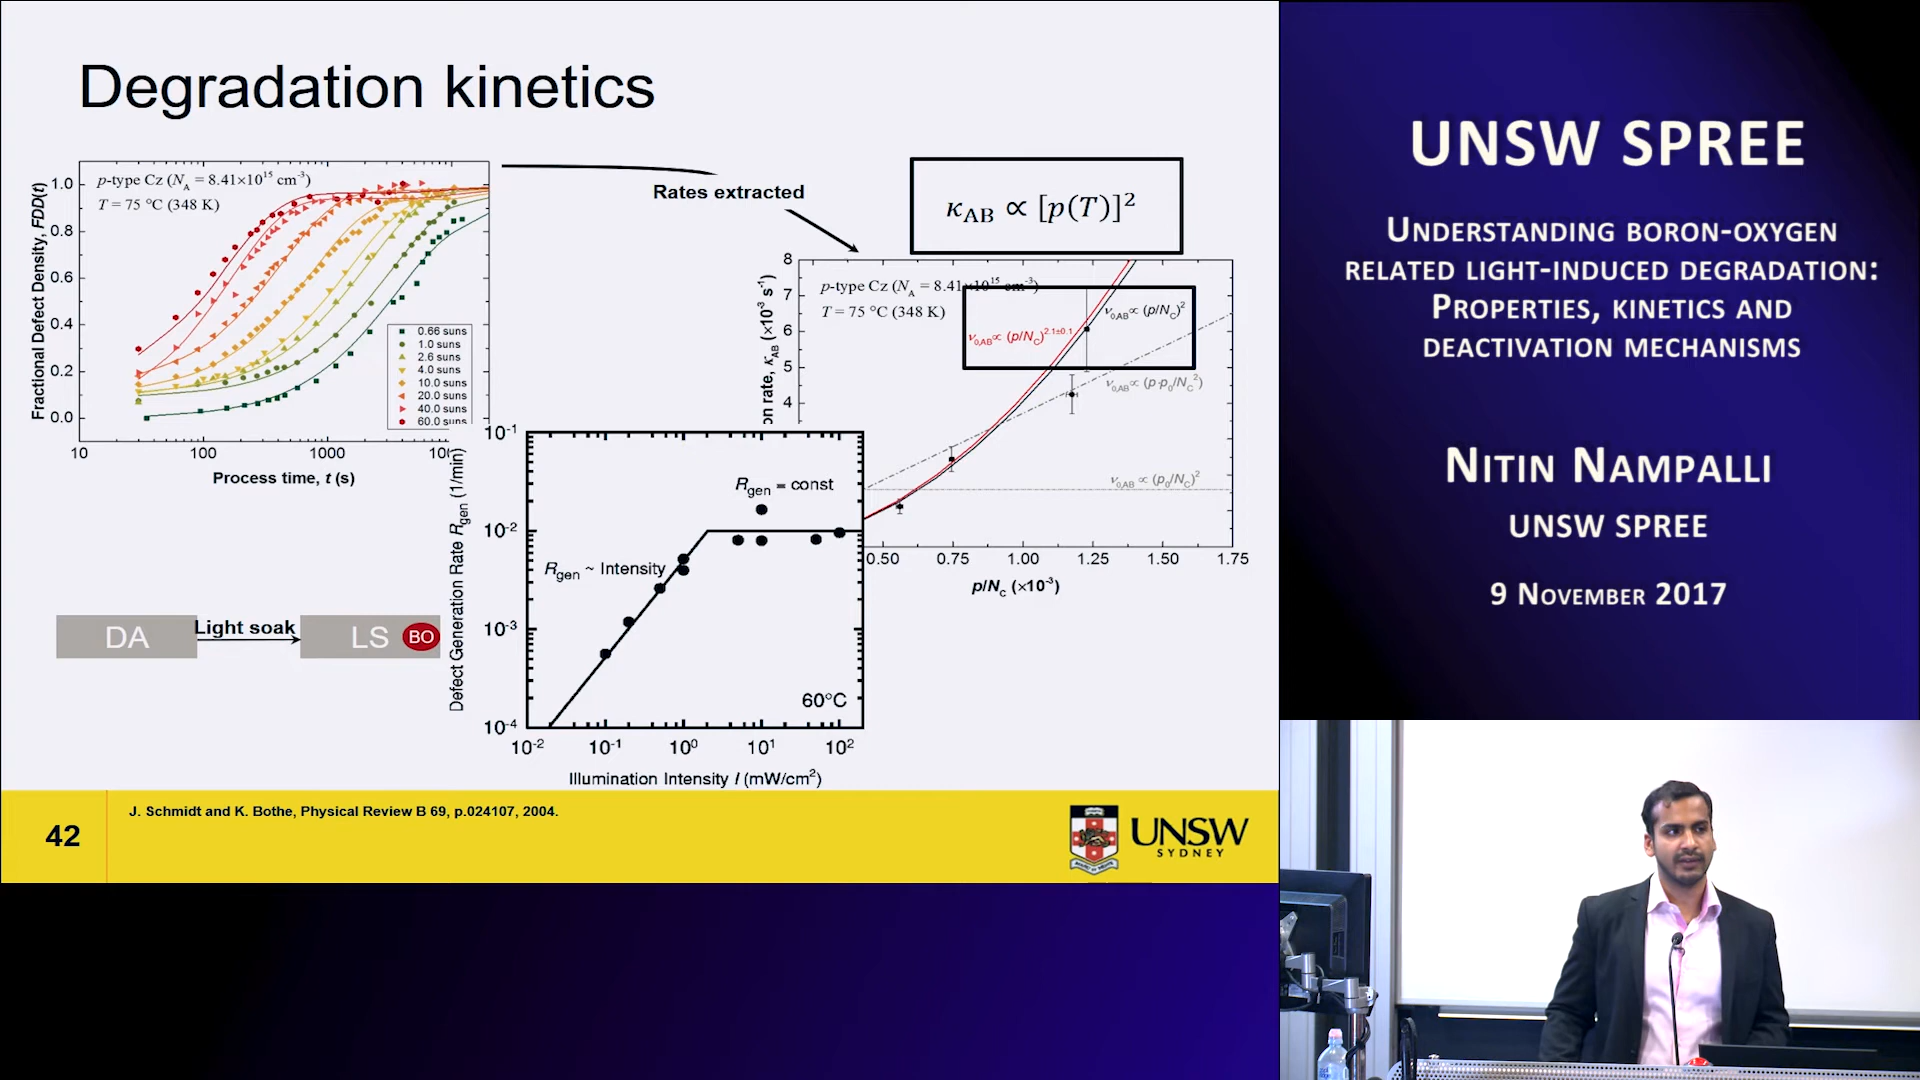 Degradation kinetics
p-type Cz (N_A = 8.41×10^15 cm^-3)
T = 75 °C (348 K)
Fractional Defect Density, FDD(t)
1.0
0.8
0.6
0.4
0.2
0.0
10
100
1000
Process time, t (s)
0.66 suns
1.0 suns
2.6 suns
4.0 suns
10.0 suns
20.0 suns
40.0 suns
60.0 suns
Rates extracted
κ_AB ∝ [p(T)]^2
p-type Cz (N_A = 8.41×10^15 cm^-3)
T = 75 °C (348 K)
on rate, κ_AB (×10^-3 s^-1)
8
7
6
5
4
ν_0,AB ∝ (p/N_C)^2
ν_0,AB ∝ (p/N_C)^2.1±0.1
ν_0,AB ∝ (p·p_0/N_C^2)
ν_0,AB ∝ (p_0/N_C)^2
0.50
0.75
1.00
1.25
1.50
1.75
p/N_C (×10^-3)
Defect Generation Rate R_gen (1/min)
10^-1
10^-2
10^-3
10^-4
R_gen = const
R_gen ~ Intensity
60°C
10^-2
10^-1
10^0
10^1
10^2
Illumination Intensity I (mW/cm^2)
DA
Light soak
LS
BO
42
J. Schmidt and K. Bothe, Physical Review B 69, p.024107, 2004.
UNSW
SYDNEY
UNSW SPREE
UNDERSTANDING BORON-OXYGEN
RELATED LIGHT-INDUCED DEGRADATION:
PROPERTIES, KINETICS AND
DEACTIVATION MECHANISMS
NITIN NAMPALLI
UNSW SPREE
9 NOVEMBER 2017